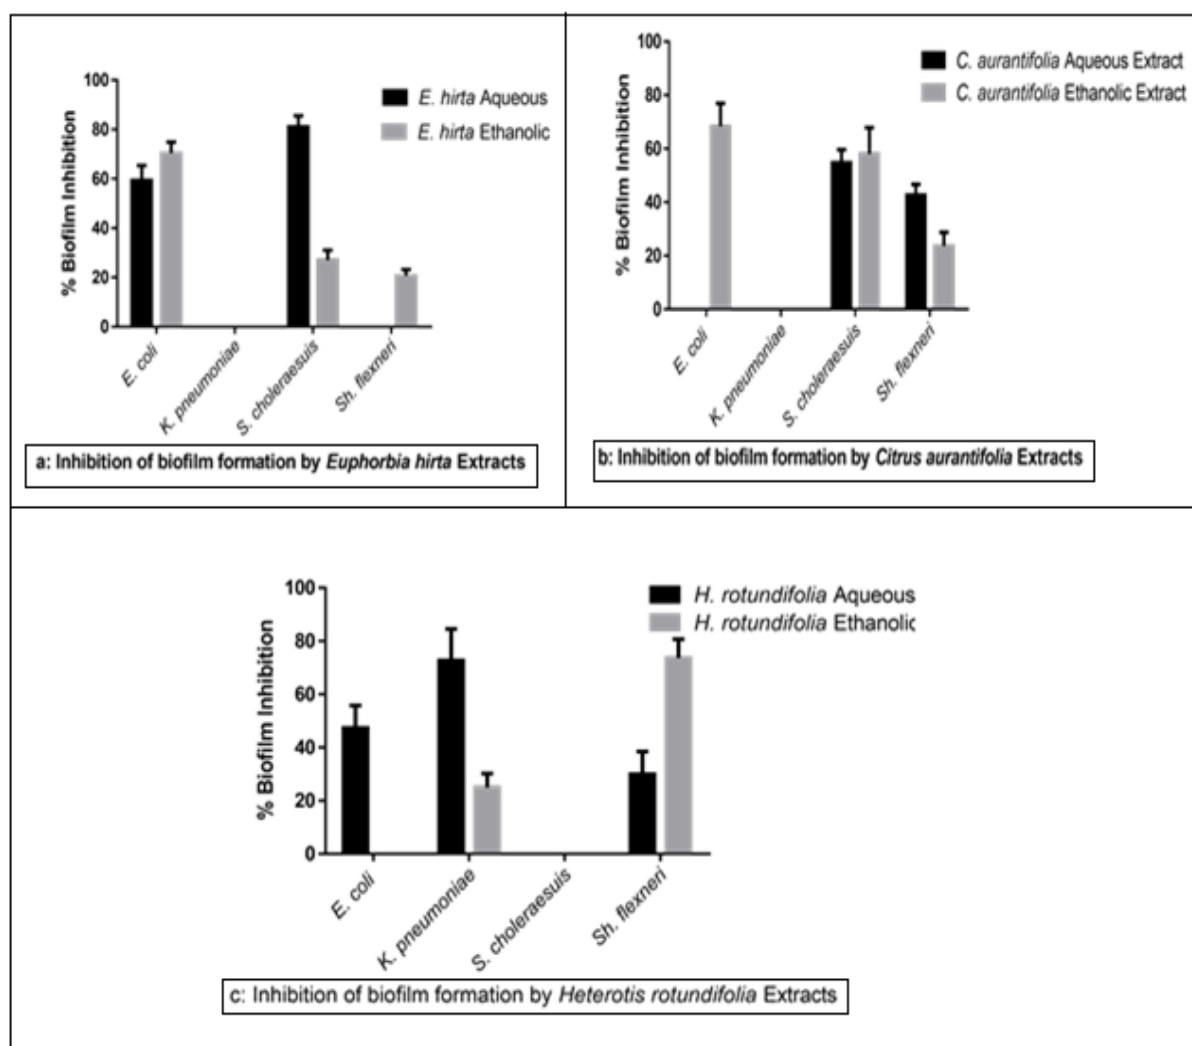 100
80
60
40
20
0
% Biofilm Inhibition
E. hirta Aqueous
E. hirta Ethanolic
E. coli
K. pneumoniae
S. choleraesuis
Sh. flexneri
a: Inhibition of biofilm formation by Euphorbia hirta Extracts
100
80
60
40
20
0
% Biofilm Inhibition
C. aurantifolia Aqueous Extract
C. aurantifolia Ethanolic Extract
E. coli
K. pneumoniae
S. choleraesuis
Sh. flexneri
b: Inhibition of biofilm formation by Citrus aurantifolia Extracts
100
80
60
40
20
0
% Biofilm Inhibition
H. rotundifolia Aqueous
H. rotundifolia Ethanolic
E. coli
K. pneumoniae
S. choleraesuis
Sh. flexneri
c: Inhibition of biofilm formation by Heterotis rotundifolia Extracts